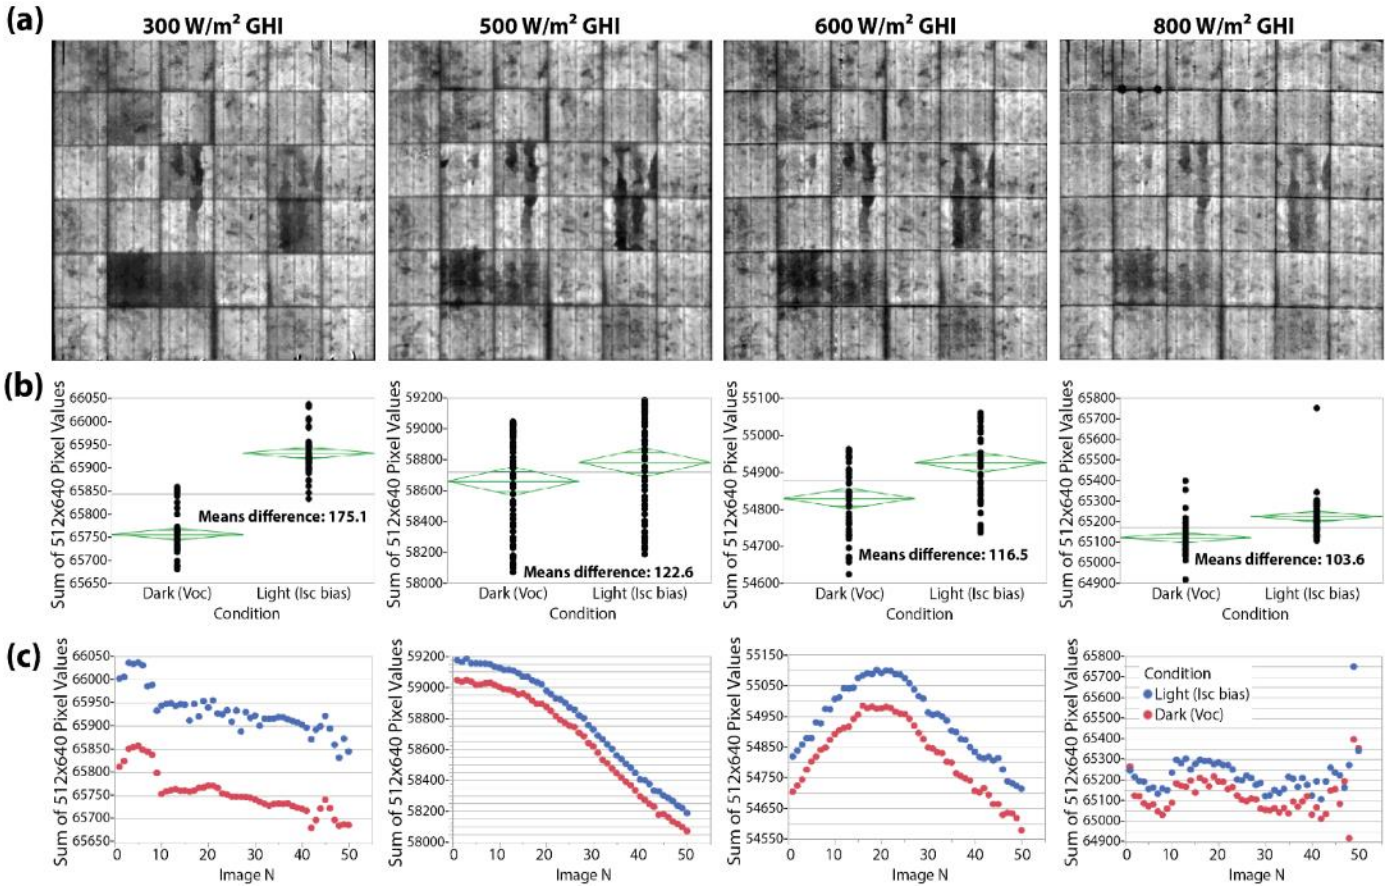 (a)
300 W/m² GHI
500 W/m² GHI
600 W/m² GHI
800 W/m² GHI
(b)
Sum of 512x640 Pixel Values
66050
66000
65950
65900
65850
65800
65750
65700
65650
Means difference: 175.1
Dark (Voc)
Light (Isc bias)
Condition
Sum of 512x640 Pixel Values
59200
59000
58800
58600
58400
58200
58000
Means difference: 122.6
Dark (Voc)
Light (Isc bias)
Condition
Sum of 512x640 Pixel Values
55100
55000
54900
54800
54700
54600
Means difference: 116.5
Dark (Voc)
Light (Isc bias)
Condition
Sum of 512x640 Pixel Values
65800
65700
65600
65500
65400
65300
65200
65100
65000
64900
Means difference: 103.6
Dark (Voc)
Light (Isc bias)
Condition
(c)
Sum of 512x640 Pixel Values
66050
66000
65950
65900
65850
65800
65750
65700
65650
0 10 20 30 40 50
Image N
Sum of 512x640 Pixel Values
59200
59000
58800
58600
58400
58200
58000
0 10 20 30 40 50
Image N
Sum of 512x640 Pixel Values
55150
55050
54950
54850
54750
54650
54550
0 10 20 30 40 50
Image N
Sum of 512x640 Pixel Values
65800
65700
65600
65500
65400
65300
65200
65100
65000
64900
Condition
Light (Isc bias)
Dark (Voc)
0 10 20 30 40 50
Image N